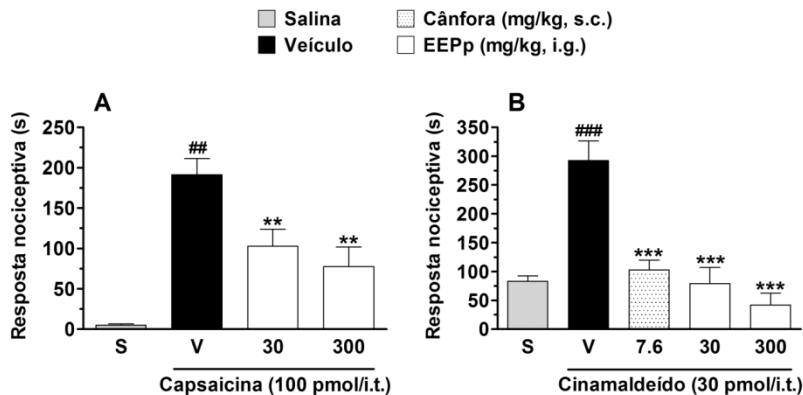 Salina
Veículo
Cânfora (mg/kg, s.c.)
EEPp (mg/kg, i.g.)
A
Resposta nociceptiva (s)
250
200
150
100
50
0
##
**
**
S
V
30
300
Capsaicina (100 pmol/i.t.)
B
Resposta nociceptiva (s)
350
300
250
200
150
100
50
0
###
***
***
***
S
V
7.6
30
300
Cinamaldeído (30 pmol/i.t.)